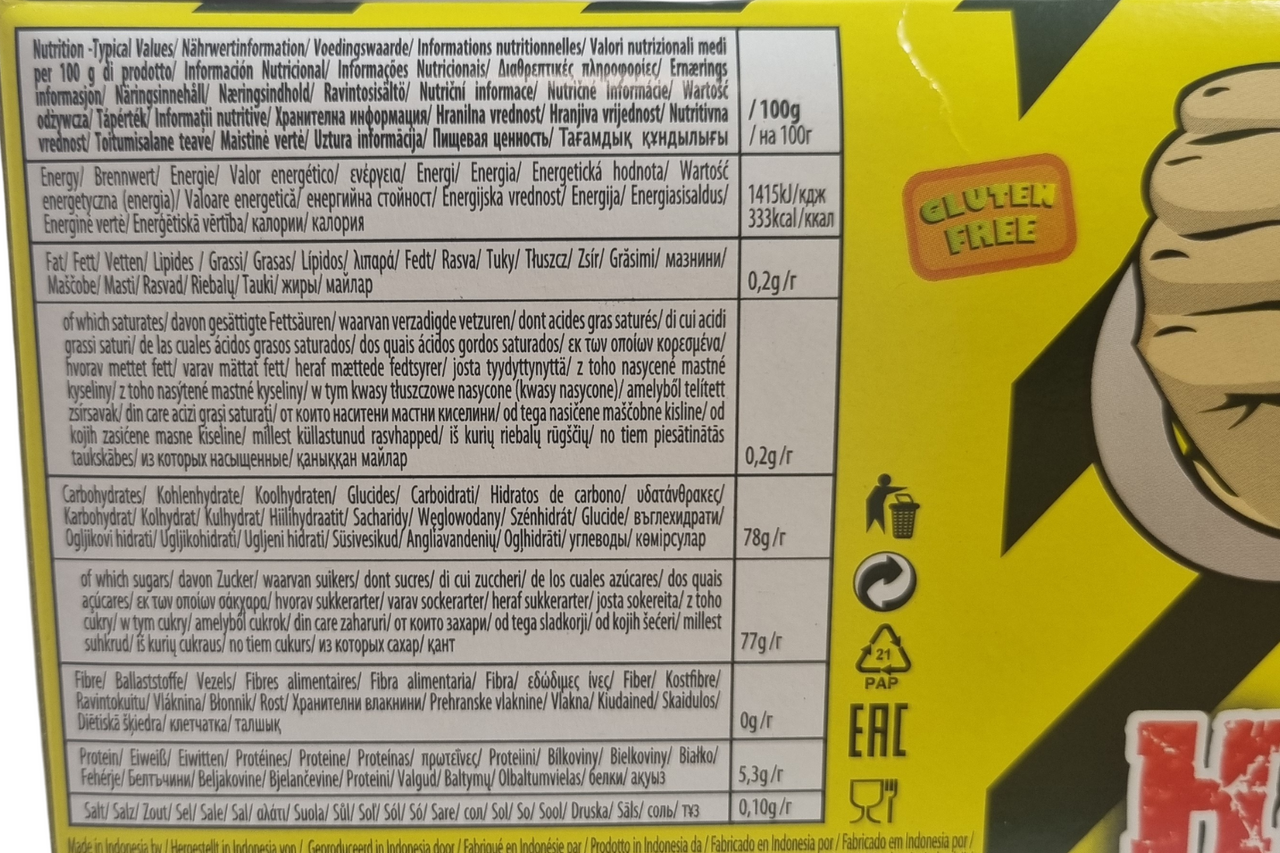 Nutrition -Typical Values/ Nährwertinformation/ Voedingswaarde/ Informations nutritionnelles/ Valori nutrizionali medi
per 100 g di prodotto/ Información Nutricional/ Informações Nutricionais/ Διαθρεπτικές πληροφορίες/ Ernærings
informasjon/ Näringsinnehåll/ Næringsindhold/ Ravintosisältö/ Nutriční informace/ Nutričné informácie/ Wartość
odżywcza/ Tápérték/ Informații nutritive/ Хранителна информация/ Hranilna vrednost/ Hranjiva vrijednost/ Nutritivna
vrednost/ Toitumisalane teave/ Maistinė vertė/ Uztura informācija/ Пищевая ценность/ Тағамдық құндылығы
/ 100g
/ на 100г
Energy/ Brennwert/ Energie/ Valor energético/ ενέργεια/ Energi/ Energia/ Energetická hodnota/ Wartość
energetyczna (energia)/ Valoare energetică/ енергийна стойност/ Energijska vrednost/ Energija/ Energiasisaldus/
Energinė vertė/ Enerģētiskā vērtība/ калории/ калория
1415kJ/кдж
333kcal/ккал
Fat/ Fett/ Vetten/ Lipides / Grassi/ Grasas/ Lípidos/ λιπαρά/ Fedt/ Rasva/ Tuky/ Tłuszcz/ Zsír/ Grăsimi/ мазнини/
Maščobe/ Masti/ Rasvad/ Riebalų/ Tauki/ жиры/ майлар
0,2g/г
of which saturates/ davon gesättigte Fettsäuren/ waarvan verzadigde vetzuren/ dont acides gras saturés/ di cui acidi
grassi saturi/ de las cuales ácidos grasos saturados/ dos quais ácidos gordos saturados/ εκ των οποίων κορεσμένα/
hvorav mettet fett/ varav mättat fett/ heraf mættede fedtsyrer/ josta tyydyttynyttä/ z toho nasycené mastné
kyseliny/ z toho nasýtené mastné kyseliny/ w tym kwasy tłuszczowe nasycone (kwasy nasycone)/ amelyből telített
zsírsavak/ din care acizi grași saturați/ от които наситени мастни киселини/ od tega nasičene maščobne kisline/ od
kojih zasićene masne kiseline/ millest küllastunud rasvhapped/ iš kurių riebalų rūgščių/ no tiem piesātinātās
taukskābes/ из которых насыщенные/ қаныққан майлар
0,2g/г
Carbohydrates/ Kohlenhydrate/ Koolhydraten/ Glucides/ Carboidrati/ Hidratos de carbono/ υδατάνθρακες/
Karbohydrat/ Kolhydrat/ Kulhydrat/ Hiilihydraatit/ Sacharidy/ Węglowodany/ Szénhidrát/ Glucide/ въглехидрати/
Ogljikovi hidrati/ Ugljikohidrati/ Ugljeni hidrati/ Süsivesikud/ Angliavandenių/ Ogļhidrāti/ углеводы/ көмірсулар
78g/г
of which sugars/ davon Zucker/ waarvan suikers/ dont sucres/ di cui zuccheri/ de los cuales azúcares/ dos quais
açúcares/ εκ των οποίων σάκχαρα/ hvorav sukkerarter/ varav sockerarter/ heraf sukkerarter/ josta sokereita/ z toho
cukry/ w tym cukry/ amelyből cukrok/ din care zaharuri/ от които захари/ od tega sladkorji/ od kojih šećeri/ millest
suhkrud/ iš kurių cukraus/ no tiem cukurs/ из которых сахар/ қант
77g/г
Fibre/ Ballaststoffe/ Vezels/ Fibres alimentaires/ Fibra alimentaria/ Fibra/ εδώδιμες ίνες/ Fiber/ Kostfibre/
Ravintokuitu/ Vláknina/ Błonnik/ Rost/ Хранителни влакнини/ Prehranske vlaknine/ Vlakna/ Kiudained/ Skaidulos/
Diētiskā šķiedra/ клетчатка/ талшық
0g/г
Protein/ Eiweiß/ Eiwitten/ Protéines/ Proteine/ Proteínas/ πρωτεΐνες/ Proteiini/ Bílkoviny/ Bielkoviny/ Białko/
Fehérje/ Белтъчини/ Beljakovine/ Bjelančevine/ Proteini/ Valgud/ Baltymų/ Olbaltumvielas/ белки/ ақуыз
5,3g/г
Salt/ Salz/ Zout/ Sel/ Sale/ Sal/ αλάτι/ Suola/ Sůl/ Soľ/ Sól/ Só/ Sare/ сол/ Sol/ So/ Sool/ Druska/ Sāls/ соль/ тұз
0,10g/г
Made in Indonesia by / Hergestellt in Indonesia von / Geproduceerd in Indonesia door / Fabriqué en Indonésie par / Prodotto in Indonesia da / Fabricado en Indonesia por / Fabricado em Indonesia por /
GLUTEN
FREE
21
PAP
EAC